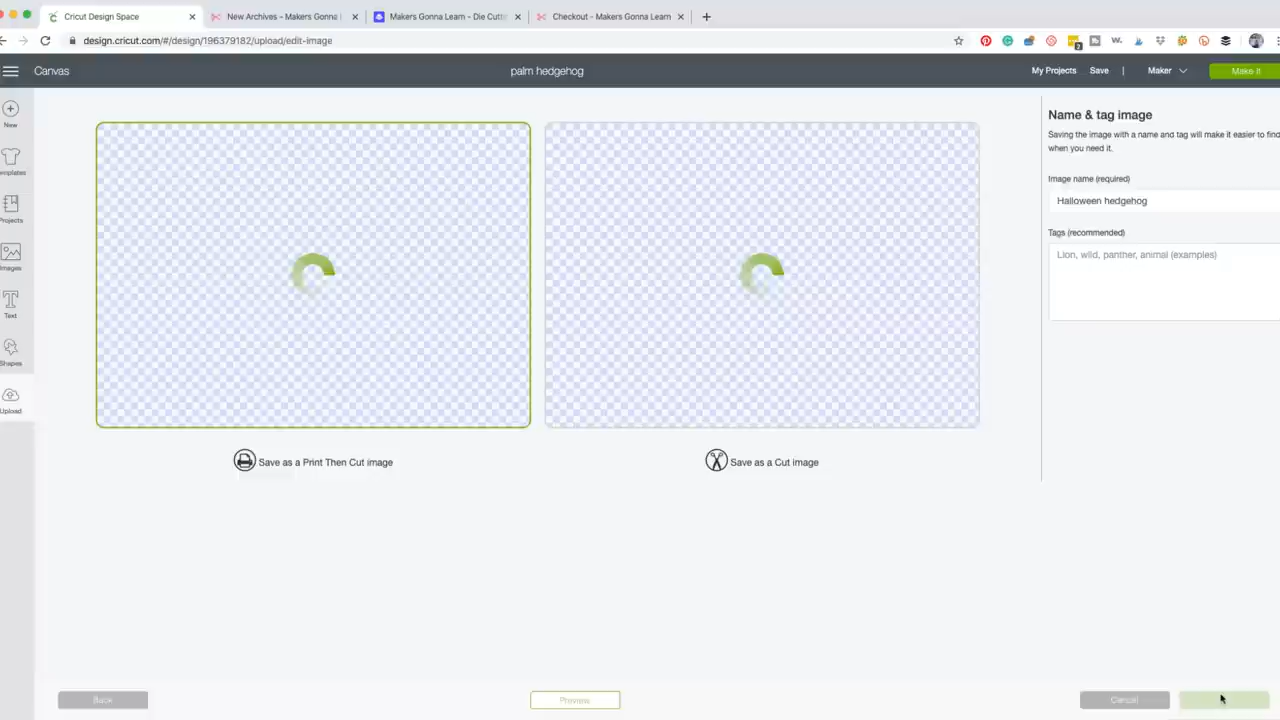 Cricut Design Space
New Archives - Makers Gonna
Makers Gonna Learn - Die Cutti
Checkout - Makers Gonna Learn
design.cricut.com/#/design/196379182/upload/edit-image
2
Canvas
palm hedgehog
My Projects
Save
|
Maker
Make It
New
emplates
Projects
Images
Text
Shapes
Upload
Name & tag image
Saving the image with a name and tag will make it easier to find
when you need it.
Image name (required)
Halloween hedgehog
Tags (recommended)
Lion, wild, panther, animal (examples)
Save as a Print Then Cut image
Save as a Cut image
Back
Preview
Cancel